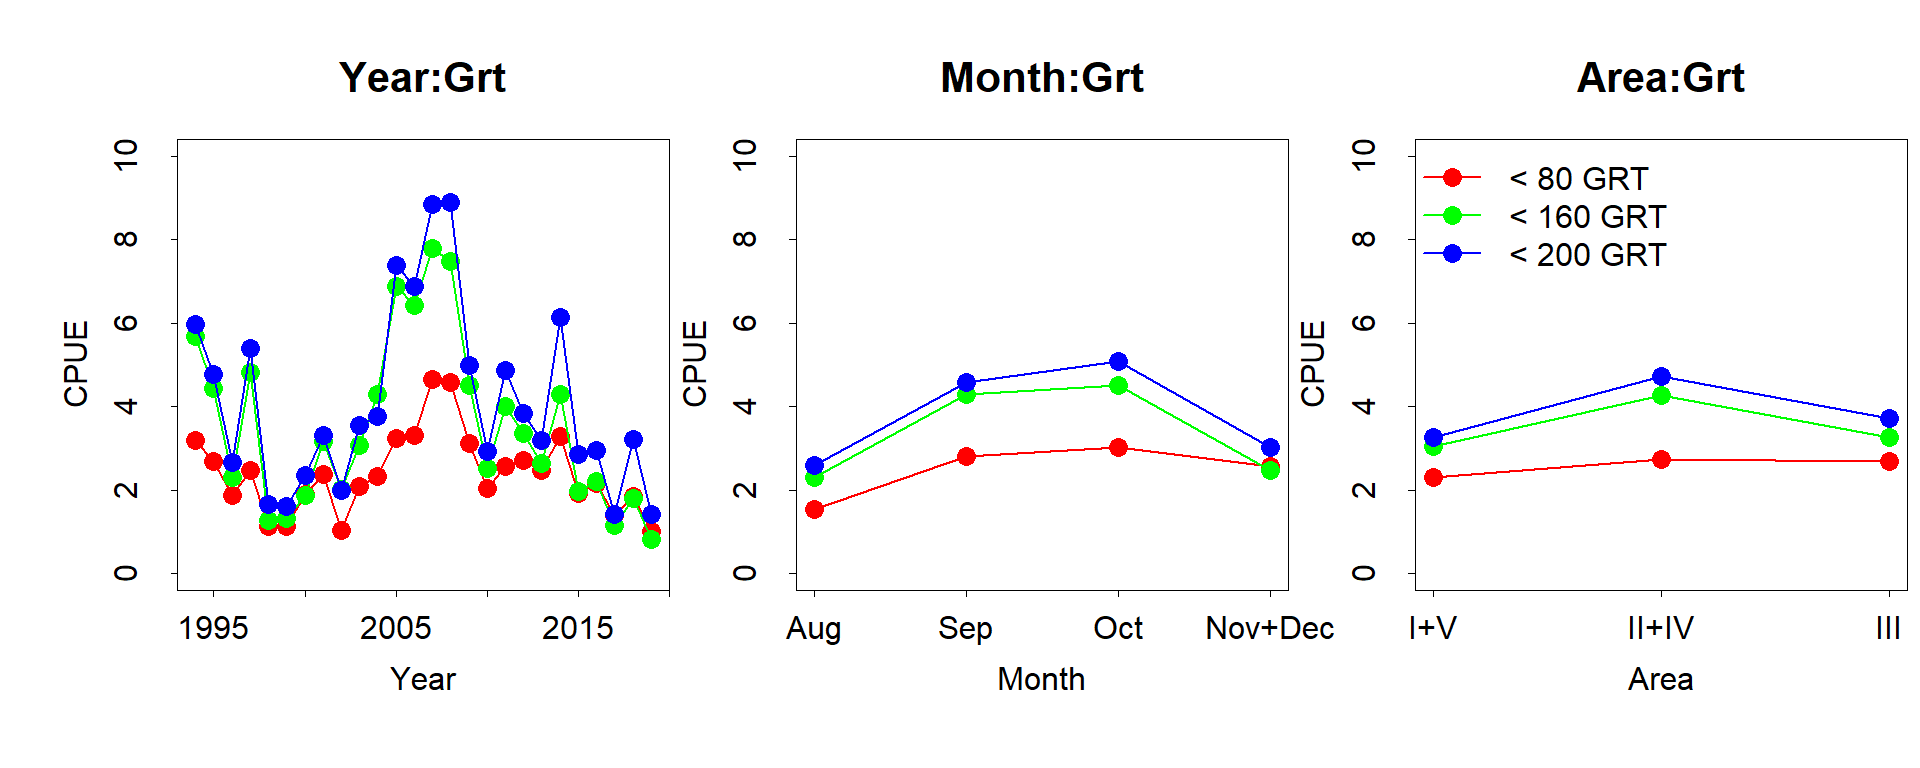 Year:Grt
CPUE
10
8
6
4
2
0
1995 2005 2015
Year
Month:Grt
CPUE
10
8
6
4
2
0
Aug Sep Oct Nov+Dec
Month
Area:Grt
CPUE
10
8
6
4
2
0
< 80 GRT
< 160 GRT
< 200 GRT
I+V II+IV III
Area